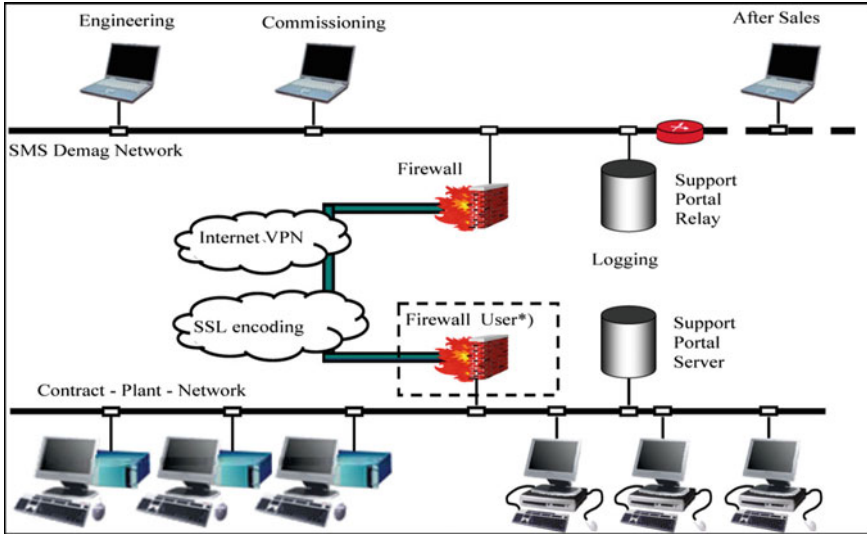 Engineering
Commissioning
After Sales
SMS Demag Network
Firewall
Support
Portal
Relay
Internet VPN
Logging
SSL encoding
Firewall User*)
Support
Portal
Server
Contract - Plant - Network